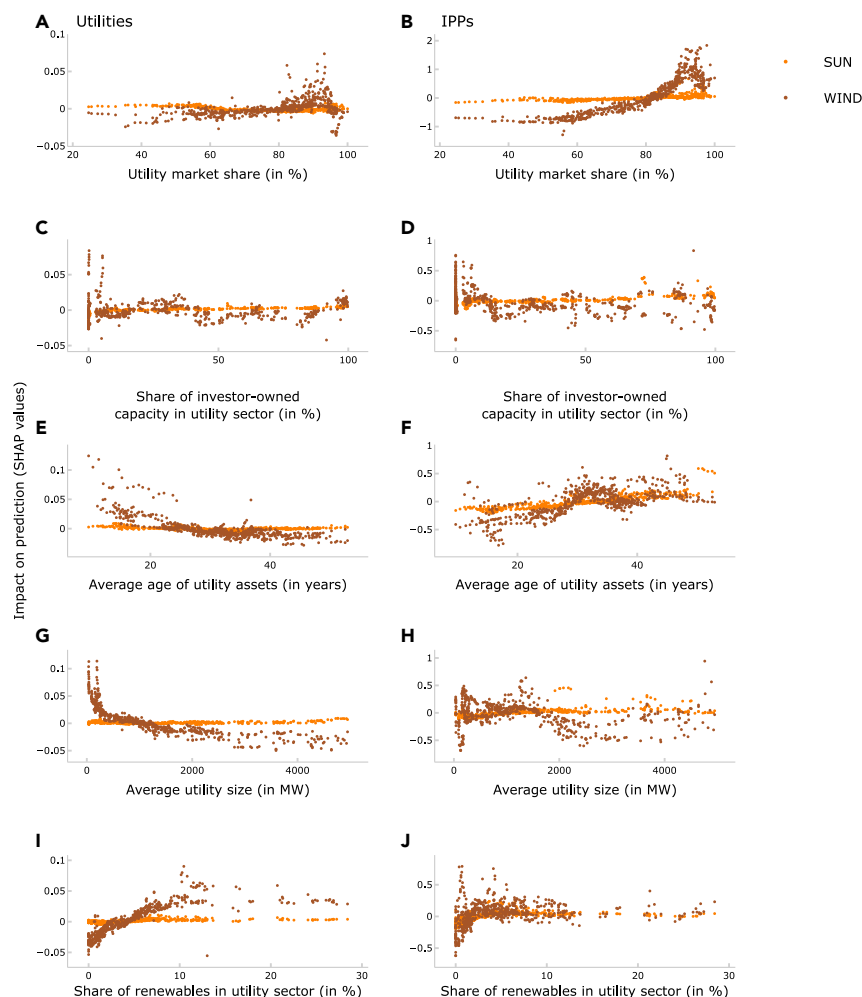 A Utilities
B IPPs
SUN
WIND
0.1
0.05
0
−0.05
20 40 60 80 100
Utility market share (in %)
2
1
0
−1
40 60 80 100
Utility market share (in %)
C
0.05
0
−0.05
0 50 100
Share of investor-owned
capacity in utility sector (in %)
D
1
0.5
0
−0.5
0 50 100
Share of investor-owned
capacity in utility sector (in %)
Impact on prediction (SHAP values)
E
0.1
0.05
0
20 40
Average age of utility assets (in years)
F
1
0.5
0
−0.5
20 40
Average age of utility assets (in years)
G
0.1
0.05
0
−0.05
0 2000 4000
Average utility size (in MW)
H
1
0.5
0
−0.5
0 2000 4000
Average utility size (in MW)
I
0.1
0.05
0
−0.05
0 10 20 30
Share of renewables in utility sector (in %)
J
0.5
0
−0.5
0 10 20 30
Share of renewables in utility sector (in %)